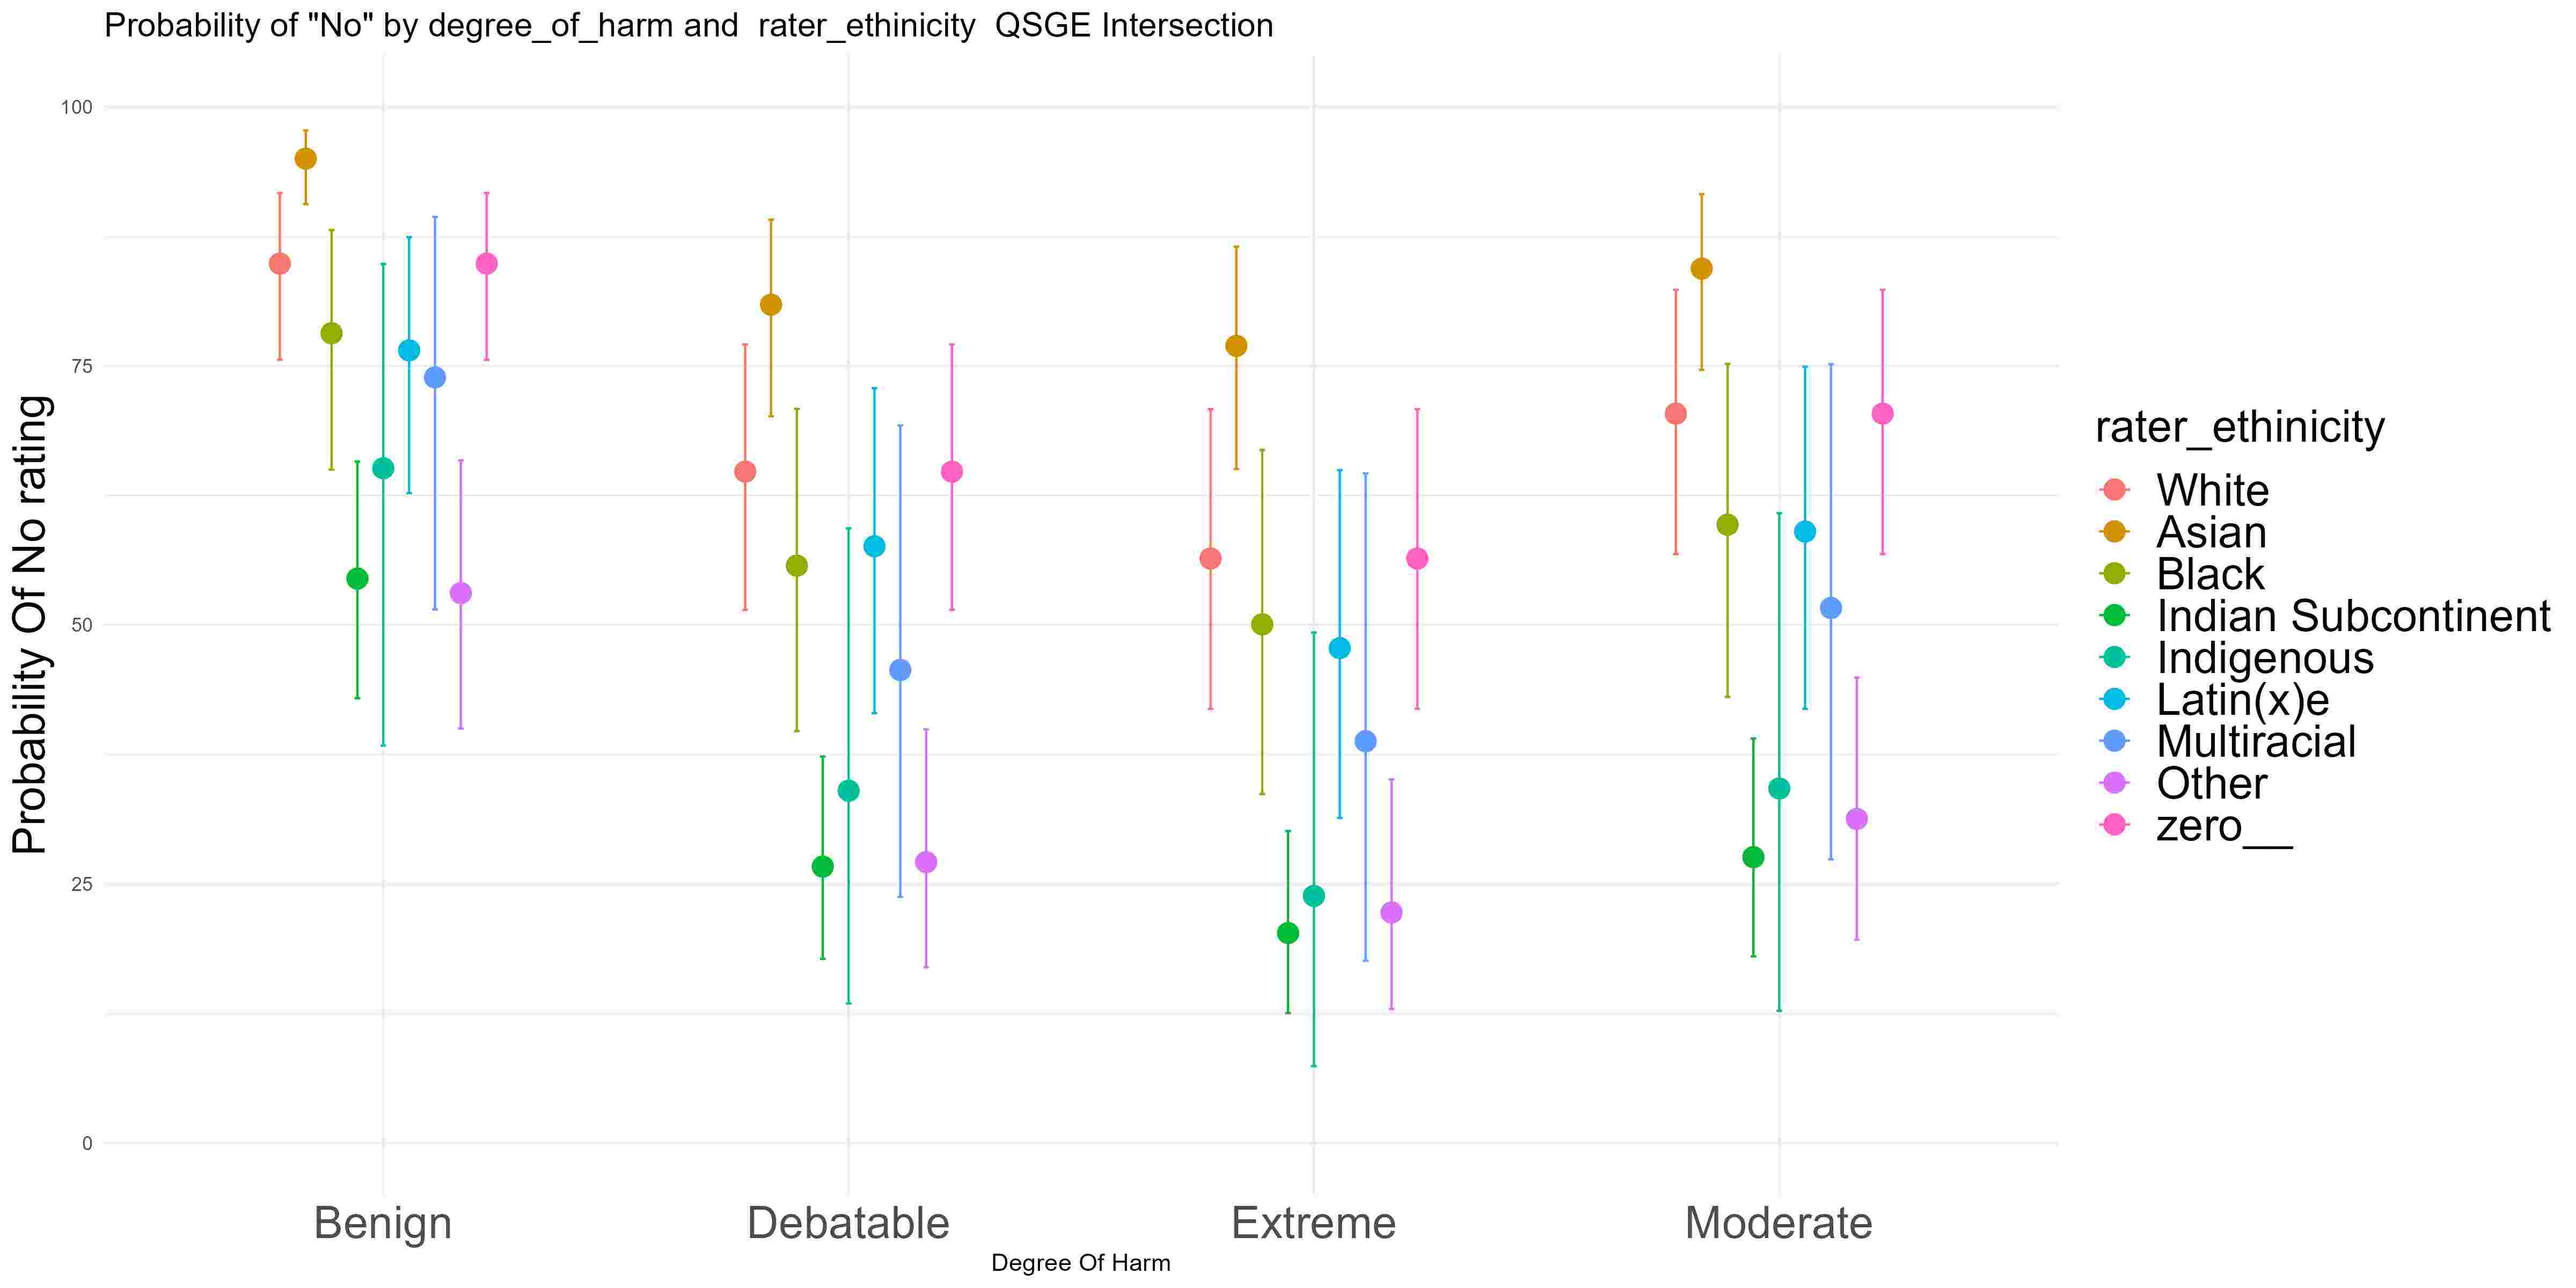 Probability of "No" by degree_of_harm and  rater_ethinicity  QSGE Intersection
Probability Of No rating
100
75
50
25
0
Benign
Debatable
Extreme
Moderate
Degree Of Harm
rater_ethinicity
White
Asian
Black
Indian Subcontinent
Indigenous
Latin(x)e
Multiracial
Other
zero__